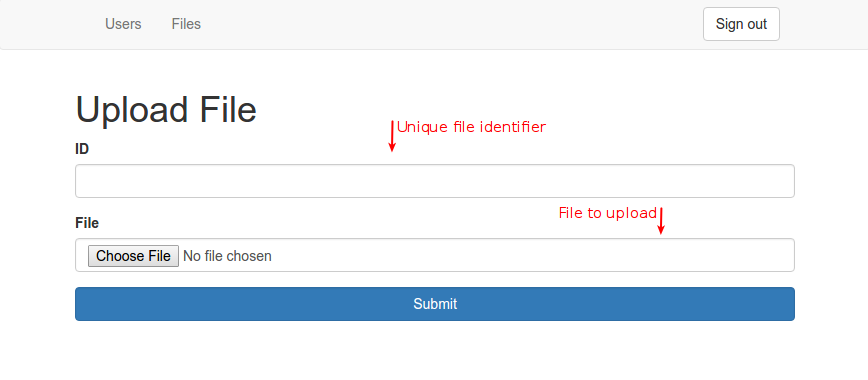 Users Files Sign out
Upload File
Unique file identifier
ID
File to upload
File
Choose File No file chosen
Submit